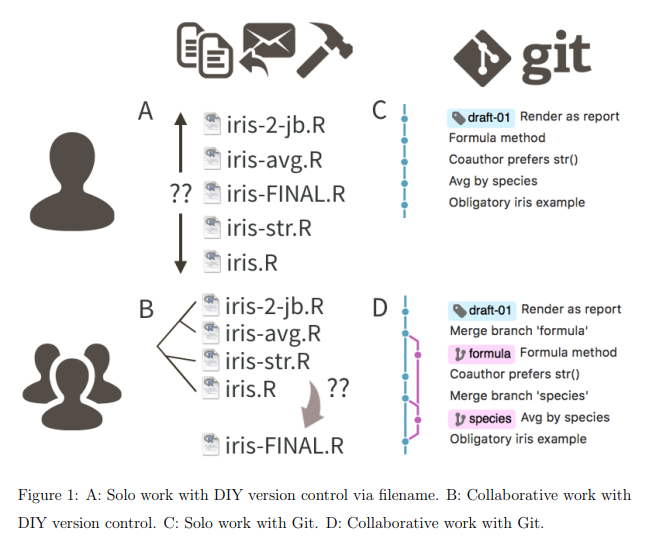 git
A
iris-2-jb.R
iris-avg.R
??
iris-FINAL.R
iris-str.R
iris.R
C
draft-01 Render as report
Formula method
Coauthor prefers str()
Avg by species
Obligatory iris example
B
iris-2-jb.R
iris-avg.R
iris-str.R
iris.R
??
iris-FINAL.R
D
draft-01 Render as report
Merge branch 'formula'
formula Formula method
Coauthor prefers str()
Merge branch 'species'
species Avg by species
Obligatory iris example
Figure 1: A: Solo work with DIY version control via filename. B: Collaborative work with
DIY version control. C: Solo work with Git. D: Collaborative work with Git.